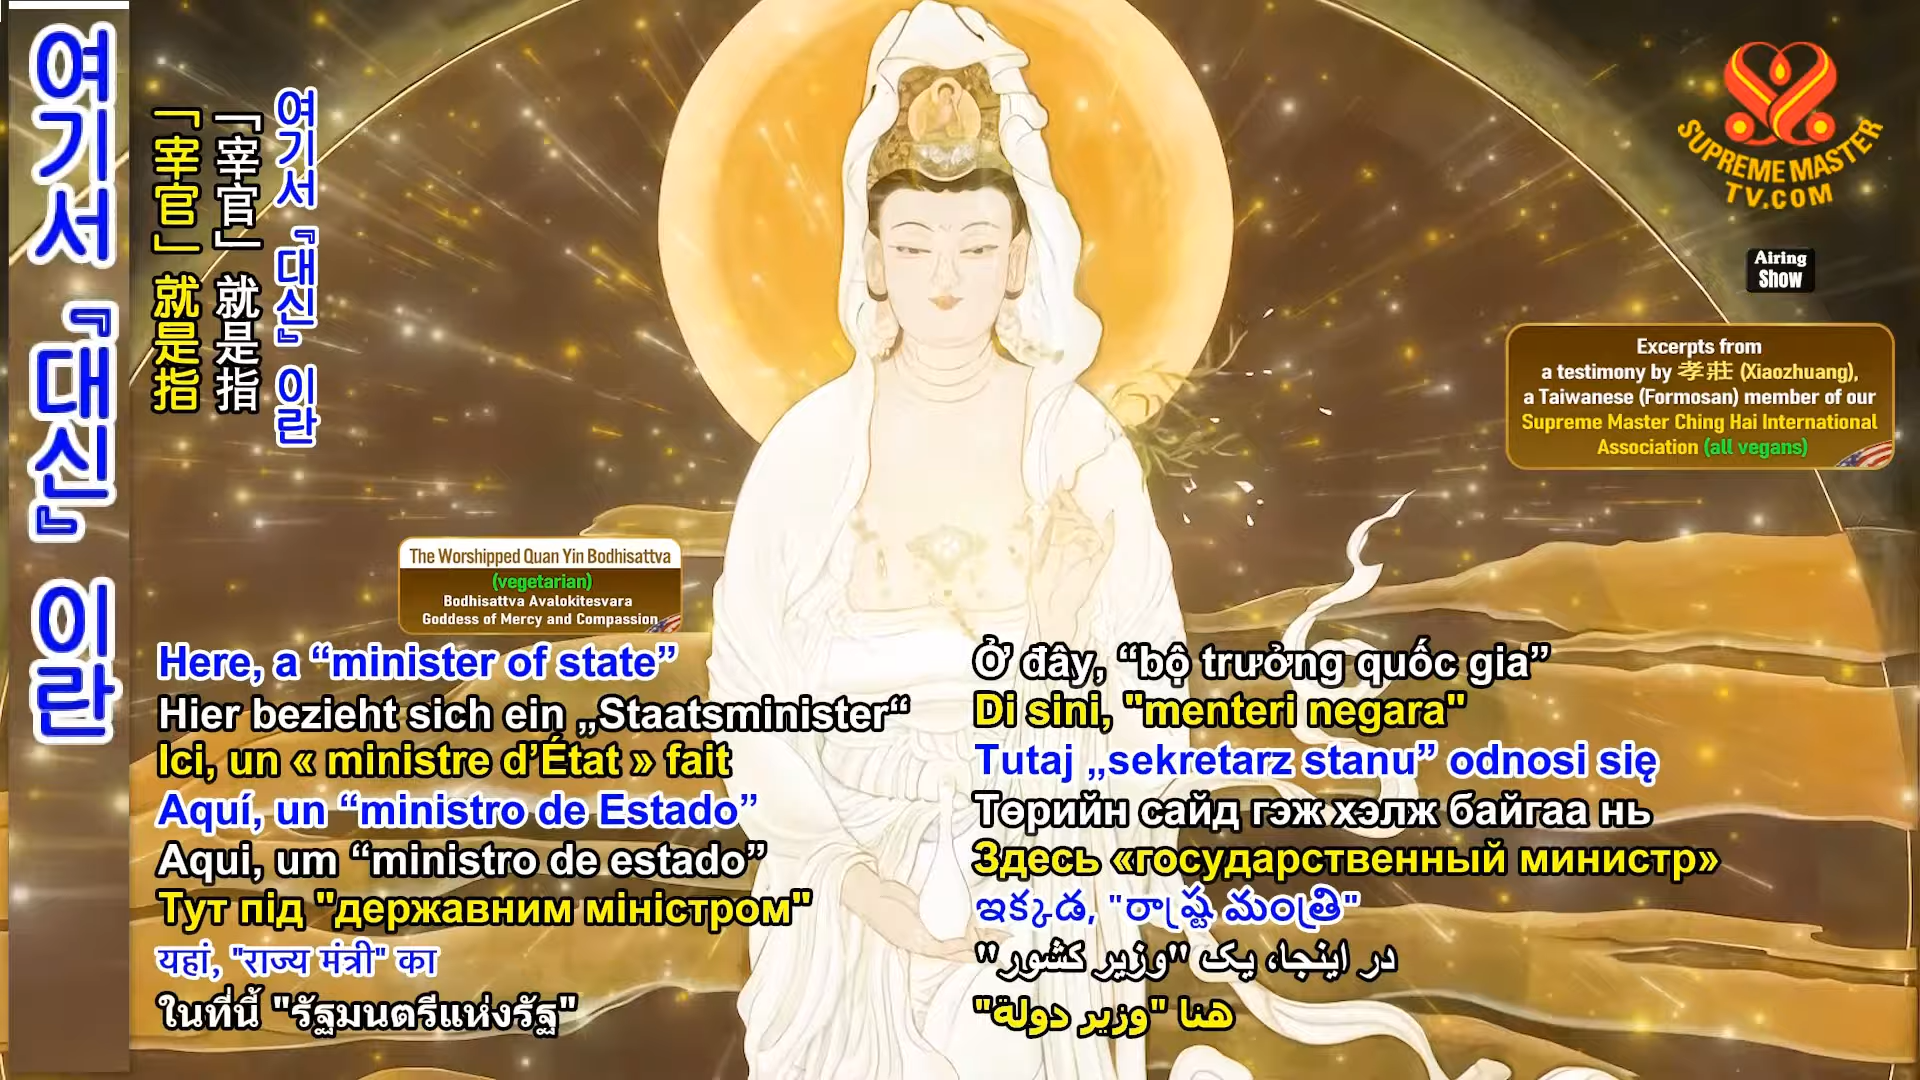 여기서 『대신』이란
「宰官」就是指
「宰官」就是指
여기서 『대신』이란
SUPREME MASTER
TV.COM
Airing
Show
Excerpts from
a testimony by 孝莊 (Xiaozhuang),
a Taiwanese (Formosan) member of our
Supreme Master Ching Hai International
Association (all vegans)
The Worshipped Quan Yin Bodhisattva
(vegetarian)
Bodhisattva Avalokitesvara
Goddess of Mercy and Compassion
Here, a “minister of state”
Hier bezieht sich ein „Staatsminister“
Ici, un « ministre d’État » fait
Aquí, un “ministro de Estado”
Aqui, um “ministro de estado”
Тут під "державним міністром"
यहां, "राज्य मंत्री" का
ในที่นี้ "รัฐมนตรีแห่งรัฐ"
Ở đây, “bộ trưởng quốc gia”
Di sini, "menteri negara"
Tutaj „sekretarz stanu” odnosi się
Төрийн сайд гэж хэлж байгаа нь
Здесь «государственный министр»
ఇక్కడ, "రాష్ట్ర మంత్రి"
در اینجا، یک "وزیر کشور"
هنا "وزير دولة"